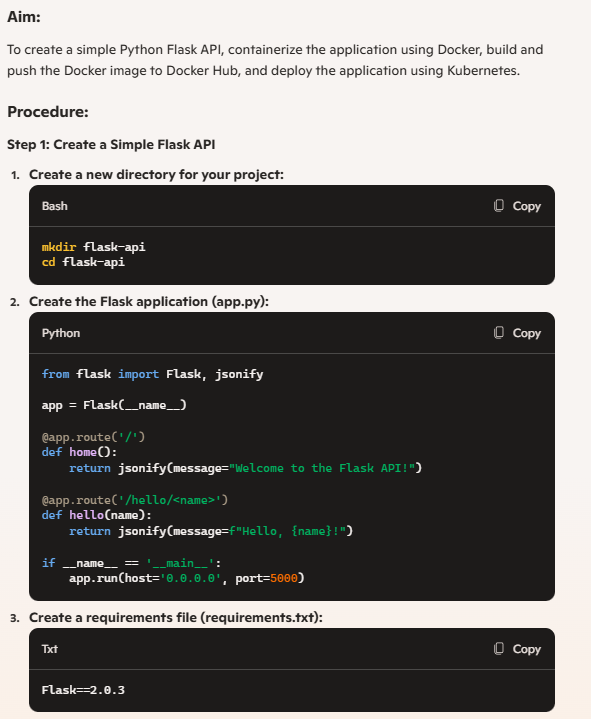 Aim:
To create a simple Python Flask API, containerize the application using Docker, build and
push the Docker image to Docker Hub, and deploy the application using Kubernetes.
Procedure:
Step 1: Create a Simple Flask API
1. Create a new directory for your project:
Bash Copy
mkdir flask-api
cd flask-api
2. Create the Flask application (app.py):
Python Copy
from flask import Flask, jsonify
app = Flask(__name__)
@app.route('/')
def home():
    return jsonify(message="Welcome to the Flask API!")
@app.route('/hello/<name>')
def hello(name):
    return jsonify(message=f"Hello, {name}!")
if __name__ == '__main__':
    app.run(host='0.0.0.0', port=5000)
3. Create a requirements file (requirements.txt):
Txt Copy
Flask==2.0.3